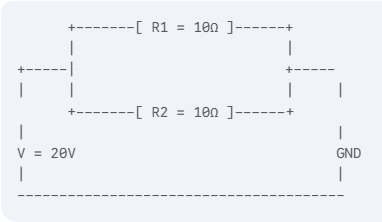 +-------[ R1 = 10Ω ]------+
|                         |
+-----|                         +-----
|     |                         |     |
+-------[ R2 = 10Ω ]------+
|                                     |
V = 20V                               GND
|                                     |
---------------------------------------